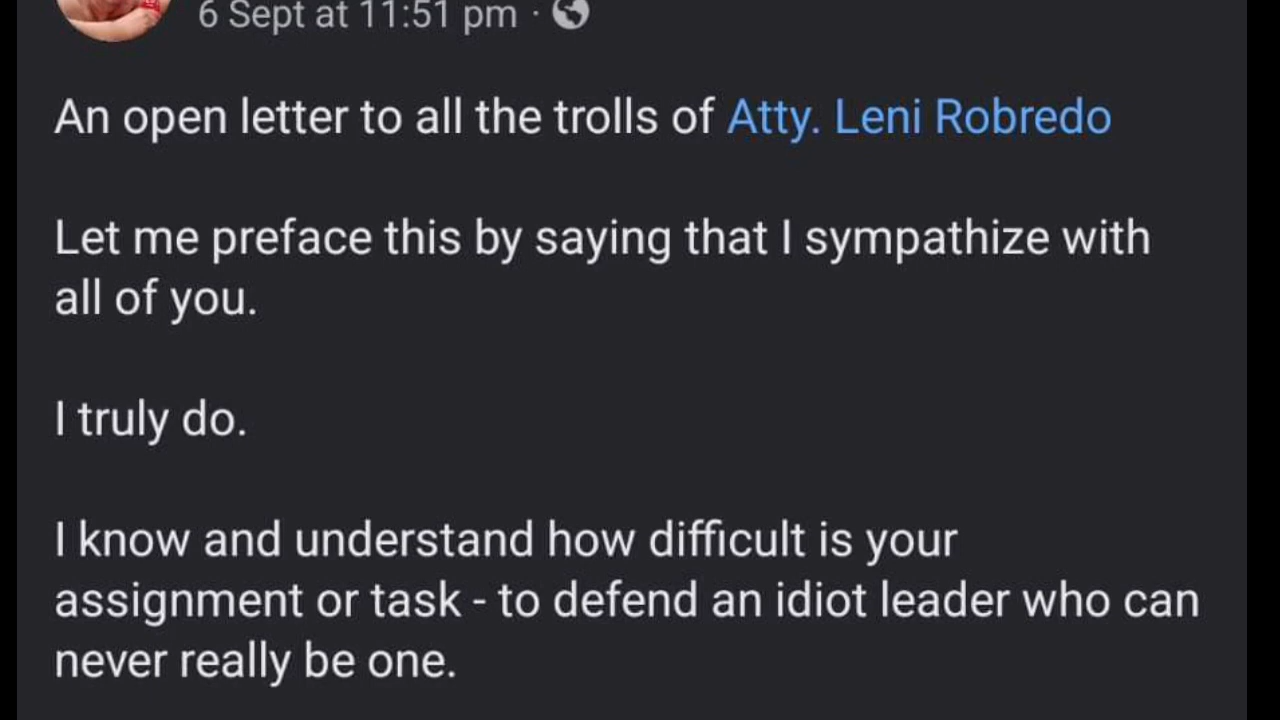 6 Sept at 11:51 pm ·
An open letter to all the trolls of Atty. Leni Robredo
Let me preface this by saying that I sympathize with
all of you.
I truly do.
I know and understand how difficult is your
assignment or task - to defend an idiot leader who can
never really be one.